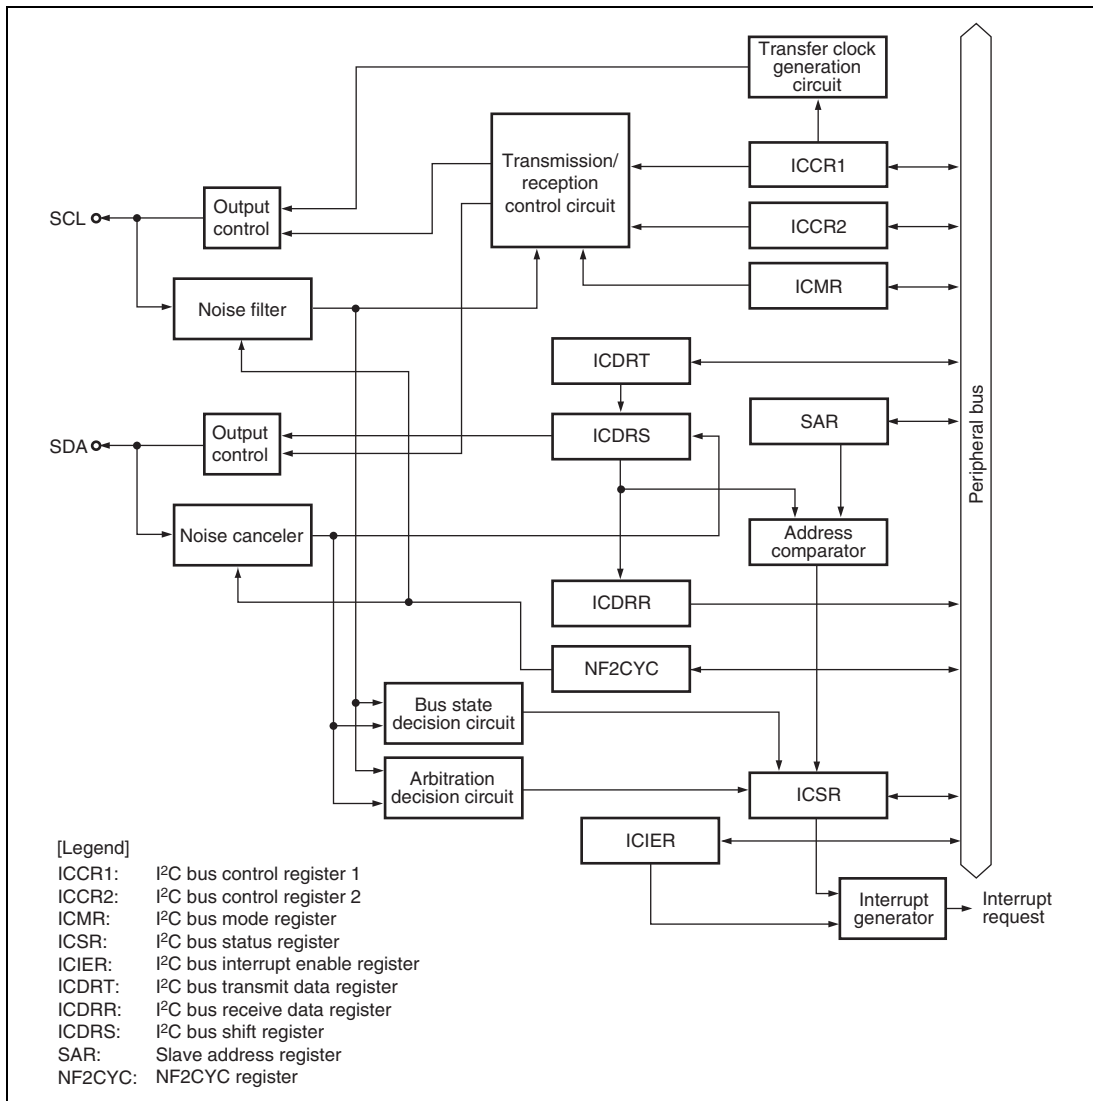 Transfer clock
generation
circuit
Transmission/
reception
control circuit
ICCR1
Output
control
SCL
ICCR2
ICMR
Noise filter
ICDRT
Peripheral bus
SAR
Output
control
ICDRS
SDA
Noise canceler
Address
comparator
ICDRR
NF2CYC
Bus state
decision circuit
Arbitration
decision circuit
ICSR
ICIER
Interrupt
generator
Interrupt
request
[Legend]
ICCR1: I²C bus control register 1
ICCR2: I²C bus control register 2
ICMR: I²C bus mode register
ICSR: I²C bus status register
ICIER: I²C bus interrupt enable register
ICDRT: I²C bus transmit data register
ICDRR: I²C bus receive data register
ICDRS: I²C bus shift register
SAR: Slave address register
NF2CYC: NF2CYC register